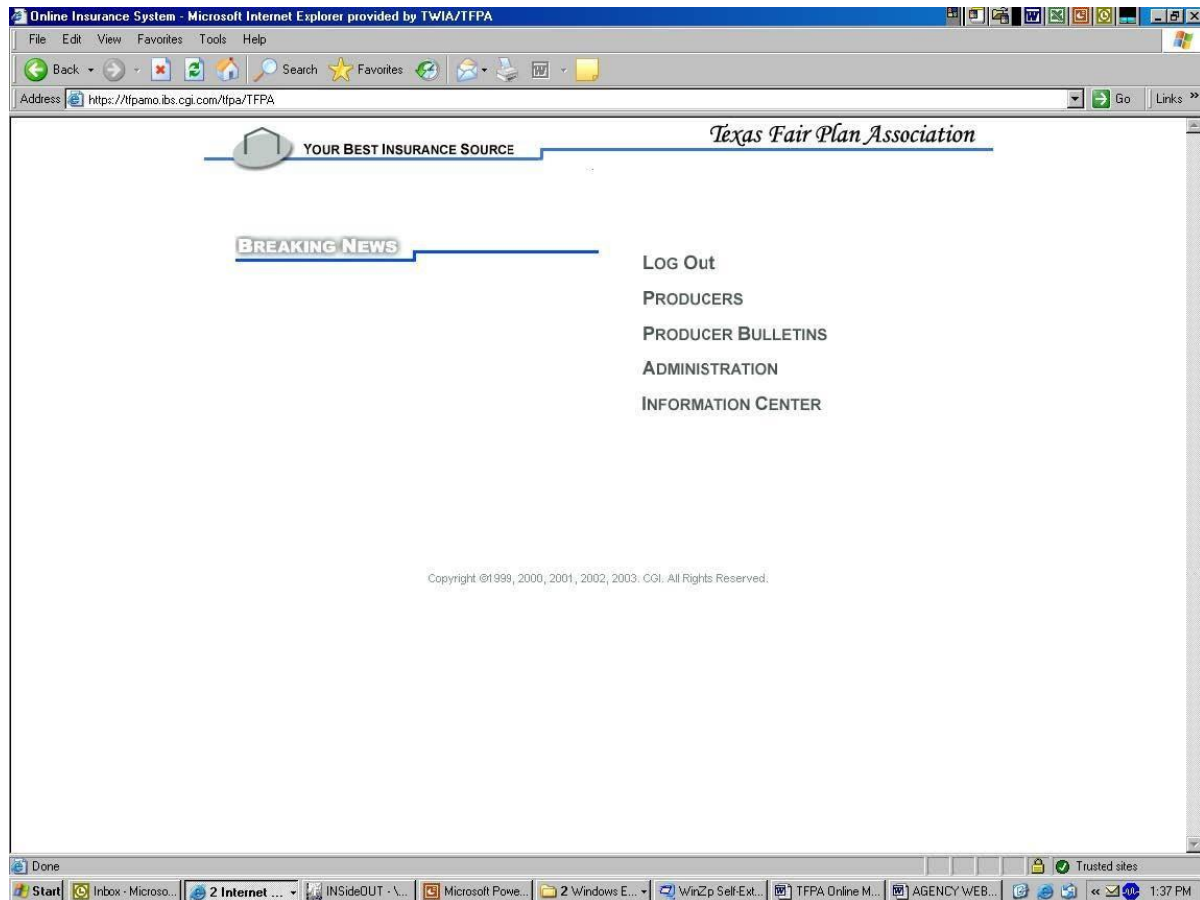 Online Insurance System - Microsoft Internet Explorer provided by TWIA/TFPA
File Edit View Favorites Tools Help
Back Search Favorites
Address https://tfpamo.ibs.cgi.com/tfpa/TFPA Go Links »
YOUR BEST INSURANCE SOURCE
Texas Fair Plan Association
BREAKING NEWS
LOG OUT
PRODUCERS
PRODUCER BULLETINS
ADMINISTRATION
INFORMATION CENTER
Copyright ©1999, 2000, 2001, 2002, 2003. CGI. All Rights Reserved.
Done Trusted sites
Start Inbox - Microso... 2 Internet ... INSideOUT - \... Microsoft Powe... 2 Windows E... WinZp Self-Ext... TFPA Online M... AGENCY WEB... « 1:37 PM